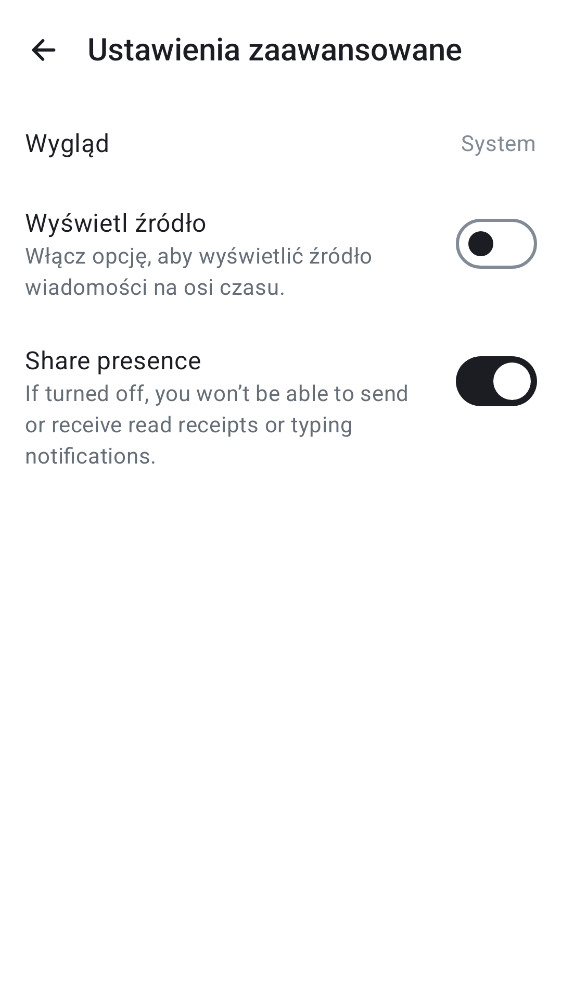 Ustawienia zaawansowane
Wygląd
System
Wyświetl źródło
Włącz opcję, aby wyświetlić źródło
wiadomości na osi czasu.
Share presence
If turned off, you won’t be able to send
or receive read receipts or typing
notifications.